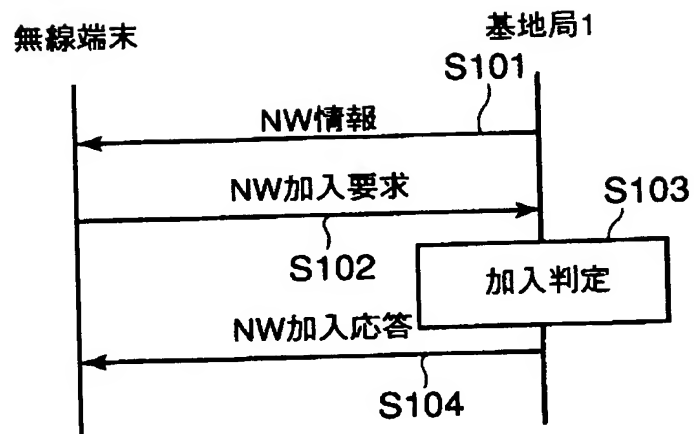 無線端末
基地局1
S101
NW情報
NW加入要求
S103
S102
加入判定
NW加入応答
S104